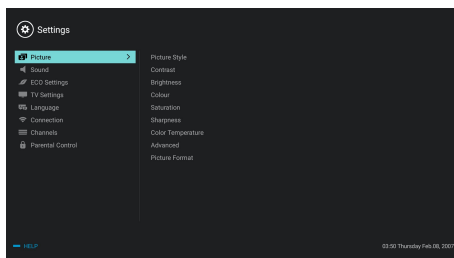 Settings
Picture
Sound
ECO Settings
TV Settings
Language
Connection
Channels
Parental Control
Picture Style
Contrast
Brightness
Colour
Saturation
Sharpness
Color Temperature
Advanced
Picture Format
HELP
03:50 Thursday Feb.08, 2007